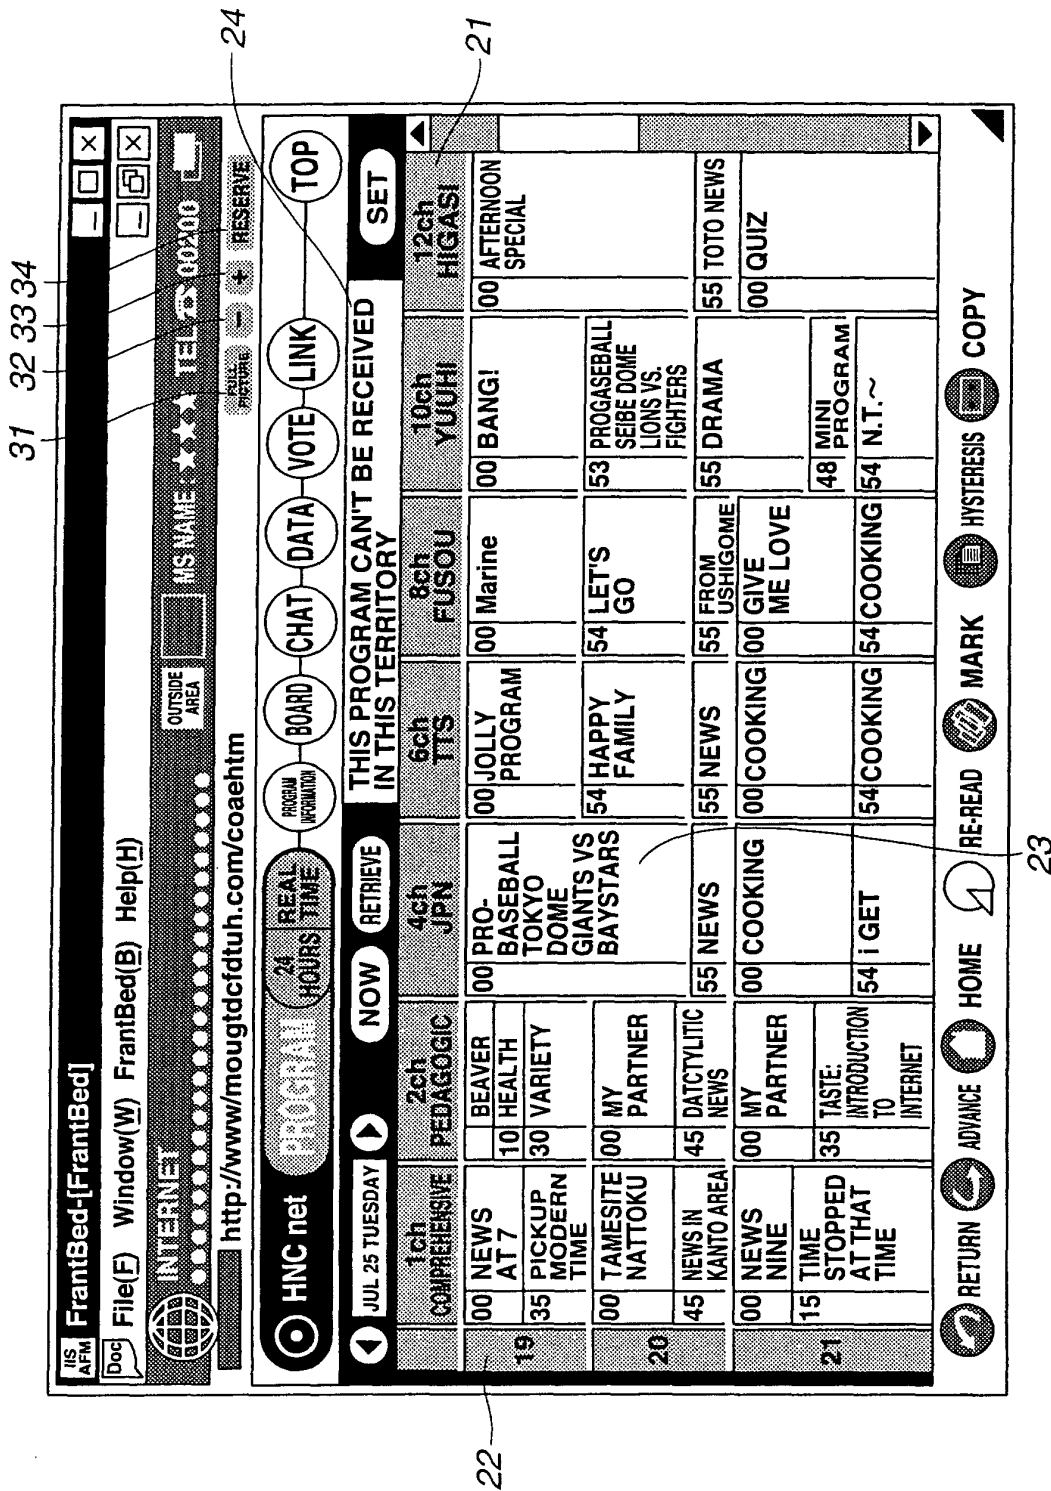 31 32 33 34 24 21
IIS
AFM
FrantBed-[FrantBed]
Doc
File(F) Window(W) FrantBed(B) Help(H)
INTERNET
OUTSIDE
AREA
MS NAME : ★★★ TEL ☎ 00200
http://www/mougtdcfdtuh.com/coaehtm
FULL
PICTURE
−
+
RESERVE
HNC net
PROGRAM
24
HOURS
REAL
TIME
PROGRAM
INFORMATION
BOARD
CHAT
DATA
VOTE
LINK
TOP
JUL 25 TUESDAY
NOW
RETRIEVE
THIS PROGRAM CAN'T BE RECEIVED
IN THIS TERRITORY
SET
1ch
COMPREHENSIVE
2ch
PEDAGOGIC
4ch
JPN
6ch
TTS
8ch
FUSOU
10ch
YUUHI
12ch
HIGASI
19
20
21
00 NEWS
AT 7
35 PICKUP
MODERN
TIME
00 TAMESITE
NATTOKU
45 NEWS IN
KANTO AREA
00 NEWS
NINE
15 TIME
STOPPED
AT THAT
TIME
BEAVER
10 HEALTH
30 VARIETY
00 MY
PARTNER
45 DATCTYLITIC
NEWS
00 MY
PARTNER
35 TASTE:
INTRODUCTION
TO
INTERNET
00 PRO-
BASEBALL
TOKYO
DOME
GIANTS VS
BAYSTARS
55 NEWS
00 COOKING
54 i GET
00 JOLLY
PROGRAM
54 HAPPY
FAMILY
55 NEWS
00 COOKING
54 COOKING
00 Marine
54 LET'S
GO
55 FROM
USHIGOME
00 GIVE
ME LOVE
54 COOKING
00 BANG!
53 PROGASEBALL
SEIBE DOME
LIONS VS.
FIGHTERS
55 DRAMA
48 MINI
PROGRAM
54 N.T.~
00 AFTERNOON
SPECIAL
55 TOTO NEWS
00 QUIZ
RETURN
ADVANCE
HOME
RE-READ
MARK
HYSTERESIS
COPY
22
23